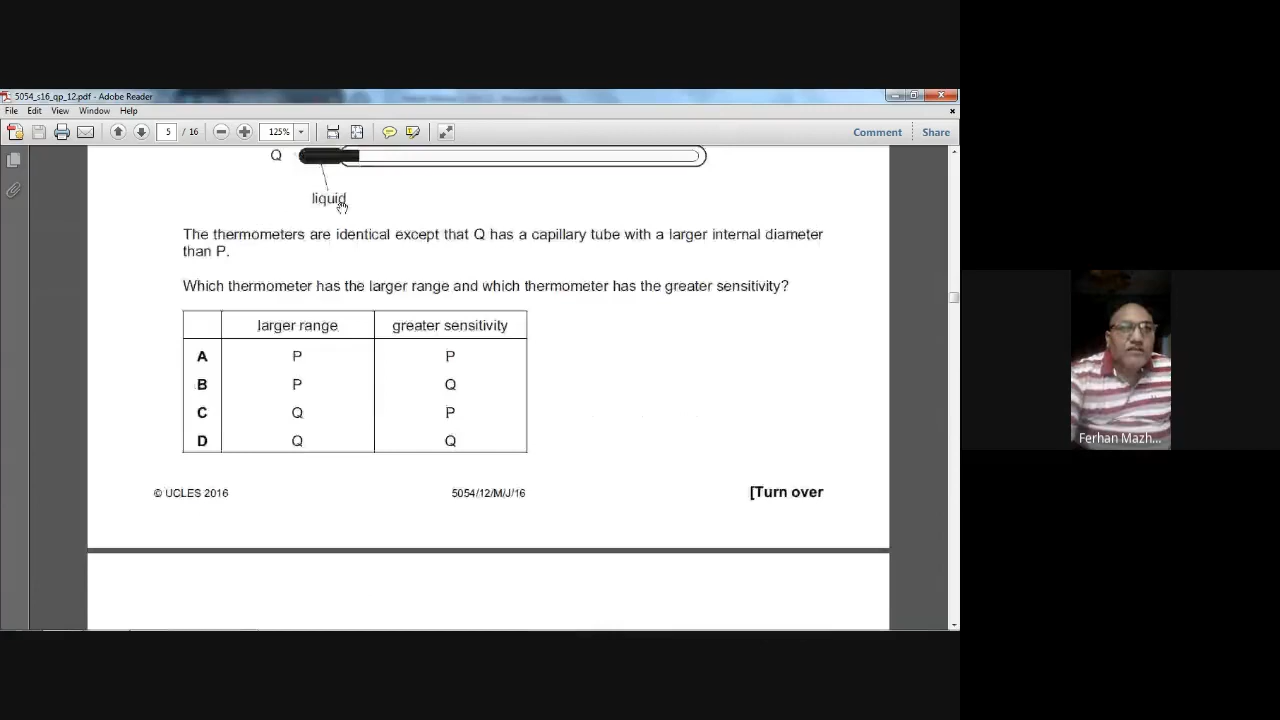 5054_s16_qp_12.pdf - Adobe Reader
File Edit View Window Help
5 / 16 125% Comment Share
Q
liquid
The thermometers are identical except that Q has a capillary tube with a larger internal diameter
than P.
Which thermometer has the larger range and which thermometer has the greater sensitivity?
larger range greater sensitivity
A P P
B P Q
C Q P
D Q Q
© UCLES 2016 5054/12/M/J/16 [Turn over
Ferhan Mazh...